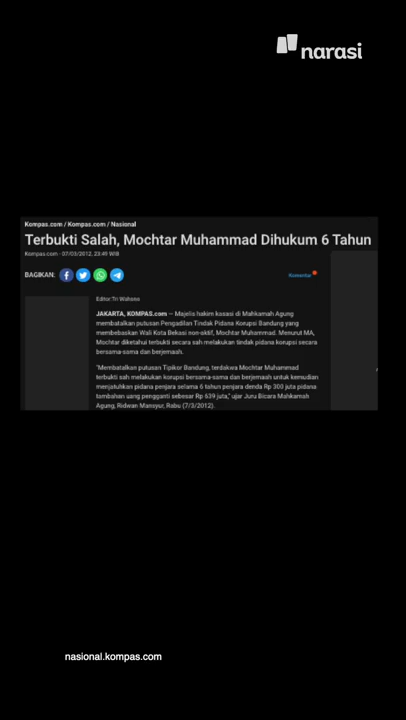 narasi
Kompas.com / Kompas.com / Nasional
Terbukti Salah, Mochtar Muhammad Dihukum 6 Tahun
Kompas.com - 07/03/2012, 23:49 WIB
BAGIKAN:
Komentar
Editor: Tri Wahono
JAKARTA, KOMPAS.com — Majelis hakim kasasi di Mahkamah Agung
membatalkan putusan Pengadilan Tindak Pidana Korupsi Bandung yang
membebaskan Wali Kota Bekasi non-aktif, Mochtar Muhammad. Menurut MA,
Mochtar diketahui terbukti secara sah melakukan tindak pidana korupsi secara
bersama-sama dan berjemaah.
"Membatalkan putusan Tipikor Bandung, terdakwa Mochtar Muhammad
terbukti sah melakukan korupsi bersama-sama dan berjemaah untuk kemudian
menjatuhkan pidana penjara selama 6 tahun penjara denda Rp 300 juta pidana
tambahan uang pengganti sebesar Rp 639 juta," ujar Juru Bicara Mahkamah
Agung, Ridwan Mansyur, Rabu (7/3/2012).
nasional.kompas.com